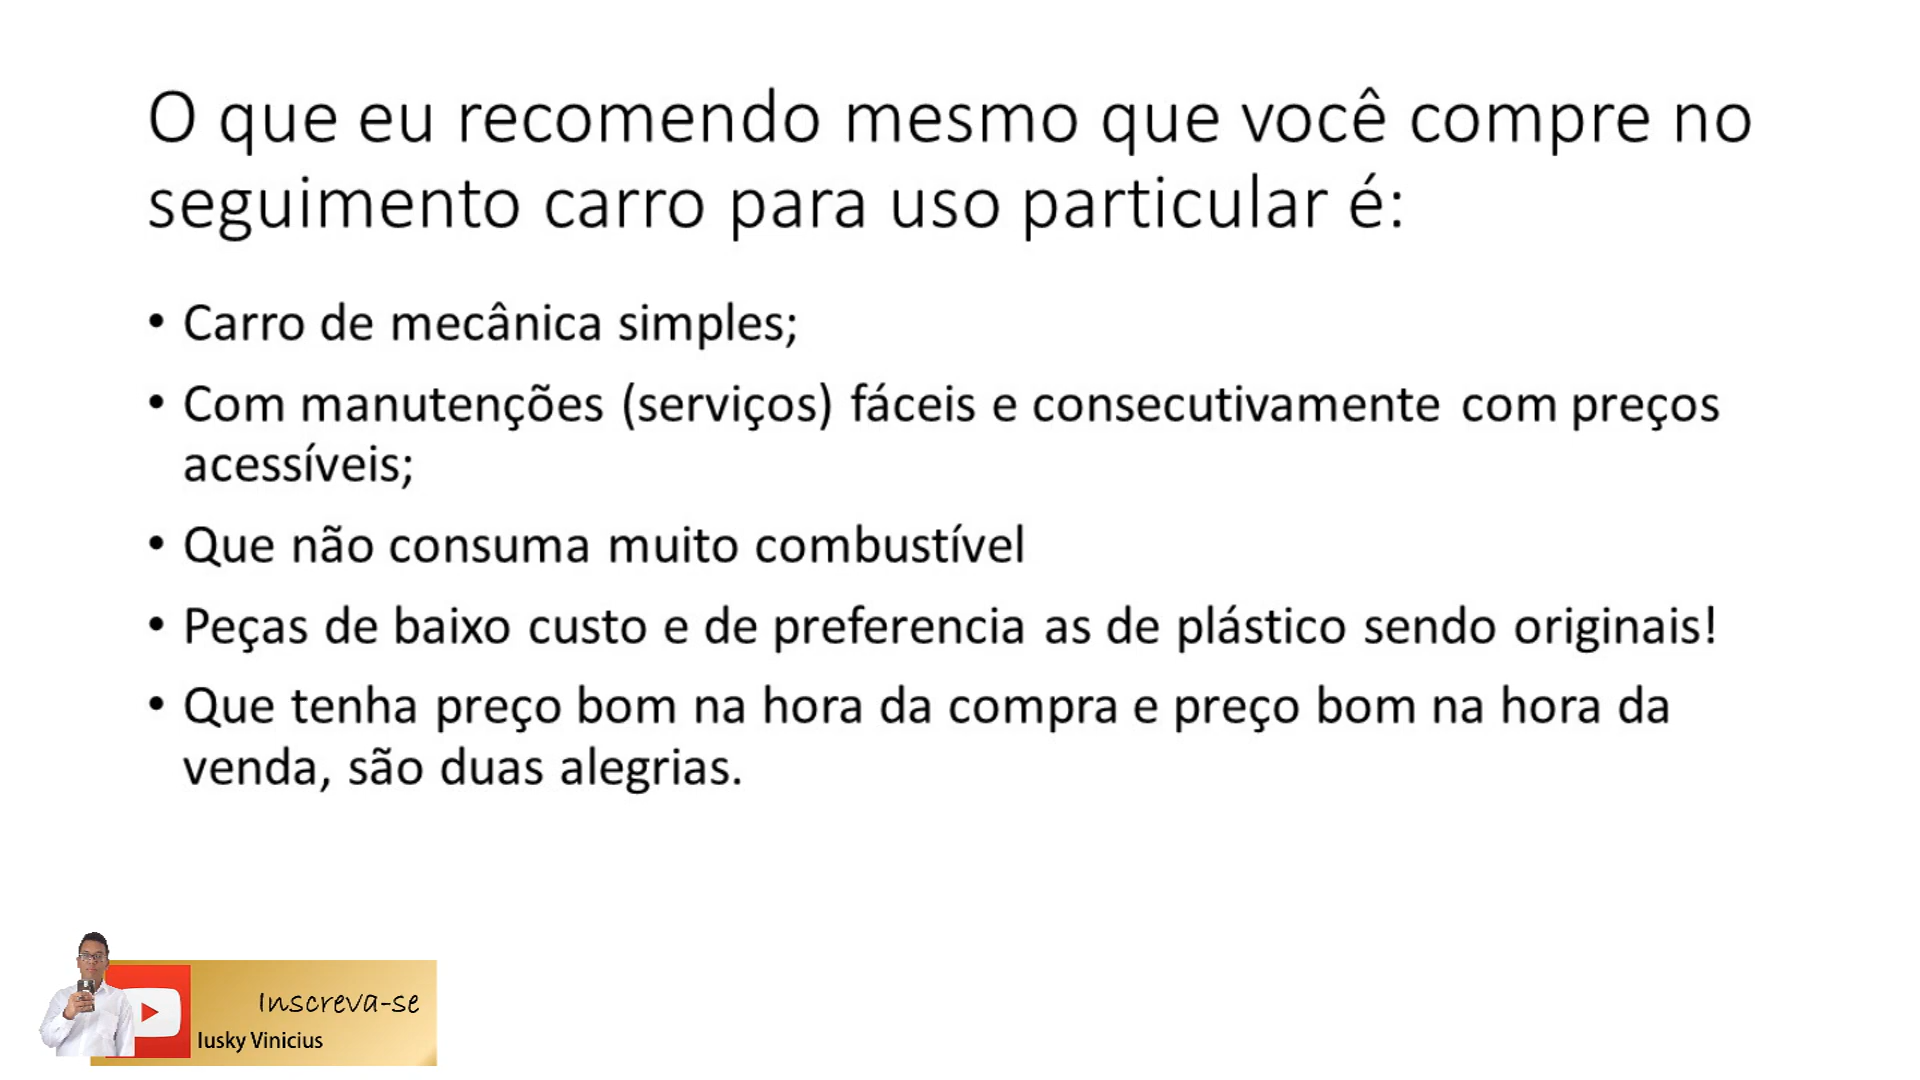 O que eu recomendo mesmo que você compre no
seguimento carro para uso particular é:
• Carro de mecânica simples;
• Com manutenções (serviços) fáceis e consecutivamente com preços
acessíveis;
• Que não consuma muito combustível
• Peças de baixo custo e de preferencia as de plástico sendo originais!
• Que tenha preço bom na hora da compra e preço bom na hora da
venda, são duas alegrias.
Inscreva-se
Iusky Vinicius